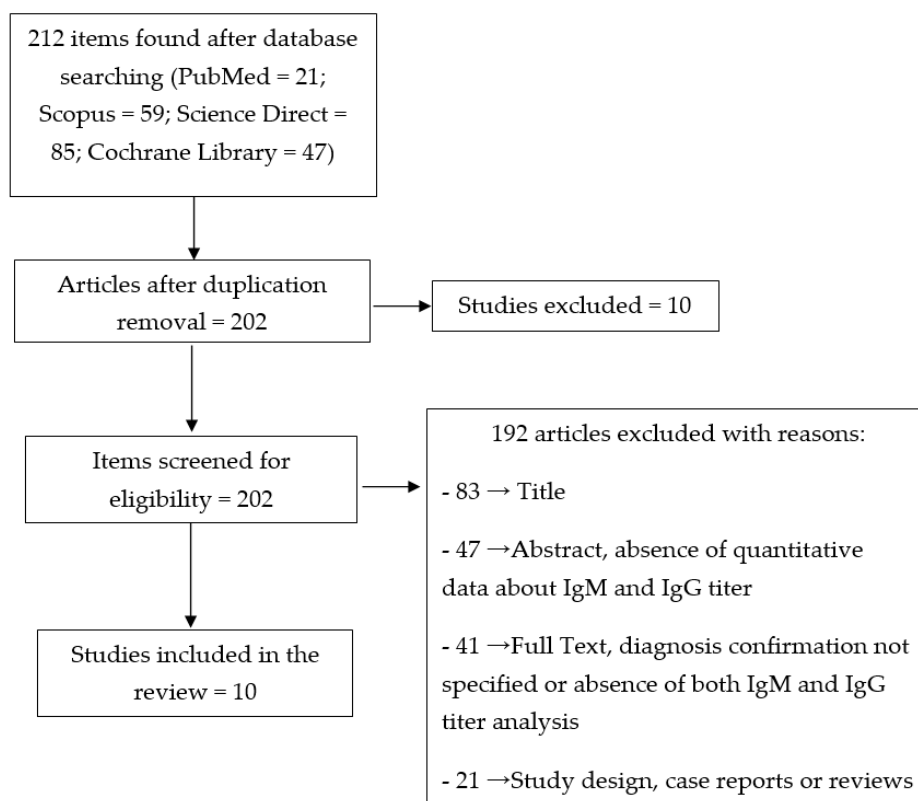 212 items found after database
searching (PubMed = 21;
Scopus = 59; Science Direct =
85; Cochrane Library = 47)
Articles after duplication
removal = 202
Studies excluded = 10
Items screened for
eligibility = 202
192 articles excluded with reasons:
- 83 → Title
- 47 →Abstract, absence of quantitative
data about IgM and IgG titer
- 41 →Full Text, diagnosis confirmation not
specified or absence of both IgM and IgG
titer analysis
- 21 →Study design, case reports or reviews
Studies included in the
review = 10